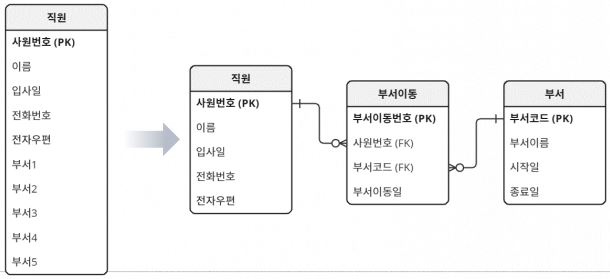 직원
사원번호 (PK)
이름
입사일
전화번호
전자우편
부서1
부서2
부서3
부서4
부서5
직원
사원번호 (PK)
이름
입사일
전화번호
전자우편
부서이동
부서이동번호 (PK)
사원번호 (FK)
부서코드 (FK)
부서이동일
부서
부서코드 (PK)
부서이름
시작일
종료일